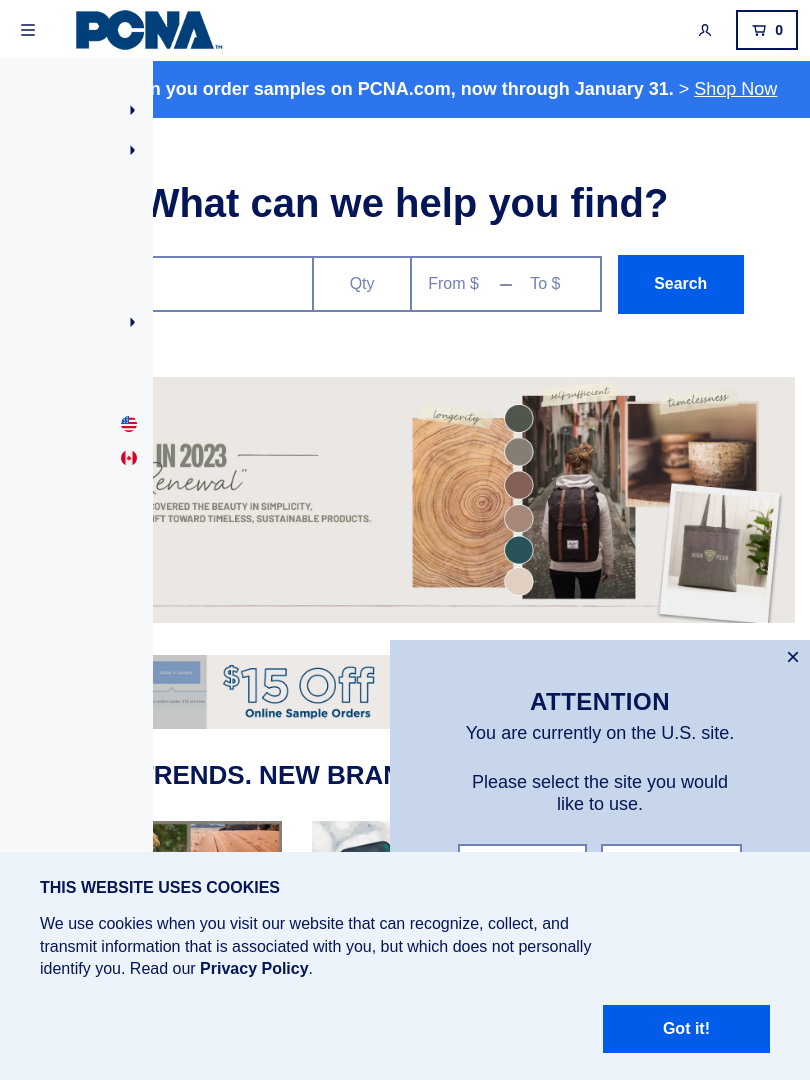 PCNA™
0
n you order samples on PCNA.com, now through January 31. > Shop Now
What can we help you find?
Qty
From $ – To $
Search
longevity
self-sufficient
timelessness
IN 2023
Renewal"
COVERED THE BEAUTY IN SIMPLICITY,
IFT TOWARD TIMELESS, SUSTAINABLE PRODUCTS.
HIGH PEAK
$15 Off
Online Sample Orders
×
ATTENTION
You are currently on the U.S. site.
Please select the site you would
like to use.
TRENDS. NEW BRAN
THIS WEBSITE USES COOKIES
We use cookies when you visit our website that can recognize, collect, and
transmit information that is associated with you, but which does not personally
identify you. Read our Privacy Policy.
Got it!